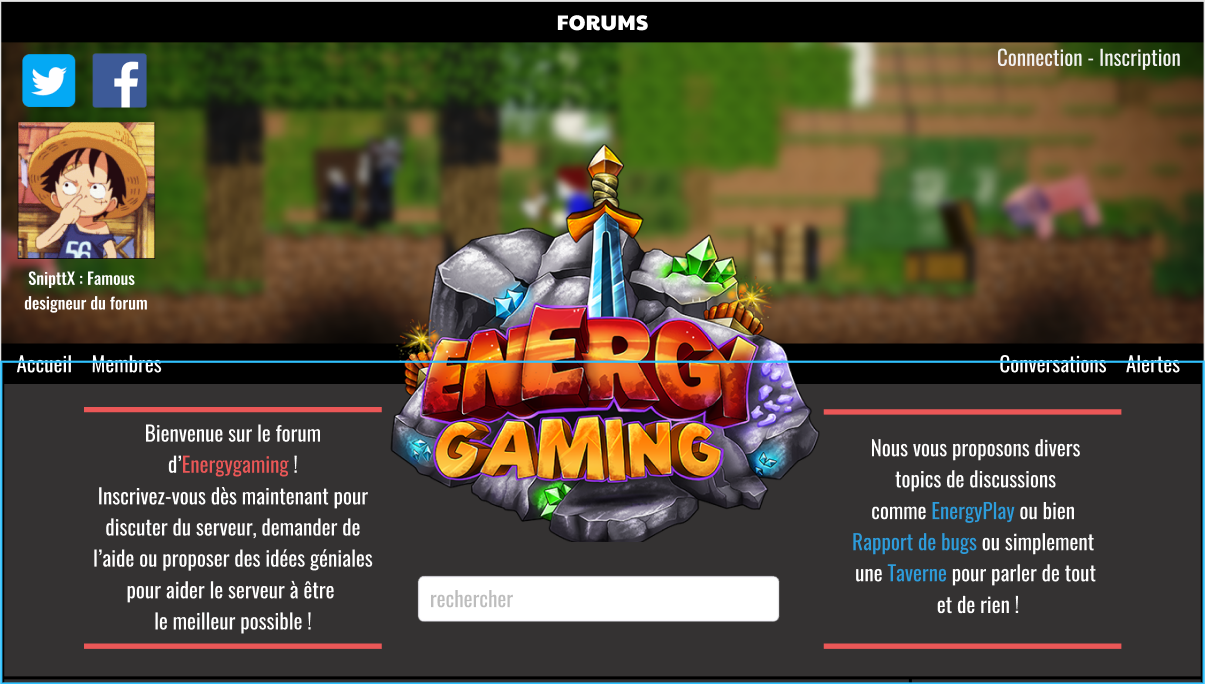 FORUMS
Connection - Inscription
56
SnipttX : Famous
designeur du forum
Accueil Membres
Conversations Alertes
ENERGY
GAMING
Bienvenue sur le forum
d'Energygaming !
Inscrivez-vous dès maintenant pour
discuter du serveur, demander de
l'aide ou proposer des idées géniales
pour aider le serveur à être
le meilleur possible !
rechercher
Nous vous proposons divers
topics de discussions
comme EnergyPlay ou bien
Rapport de bugs ou simplement
une Taverne pour parler de tout
et de rien !